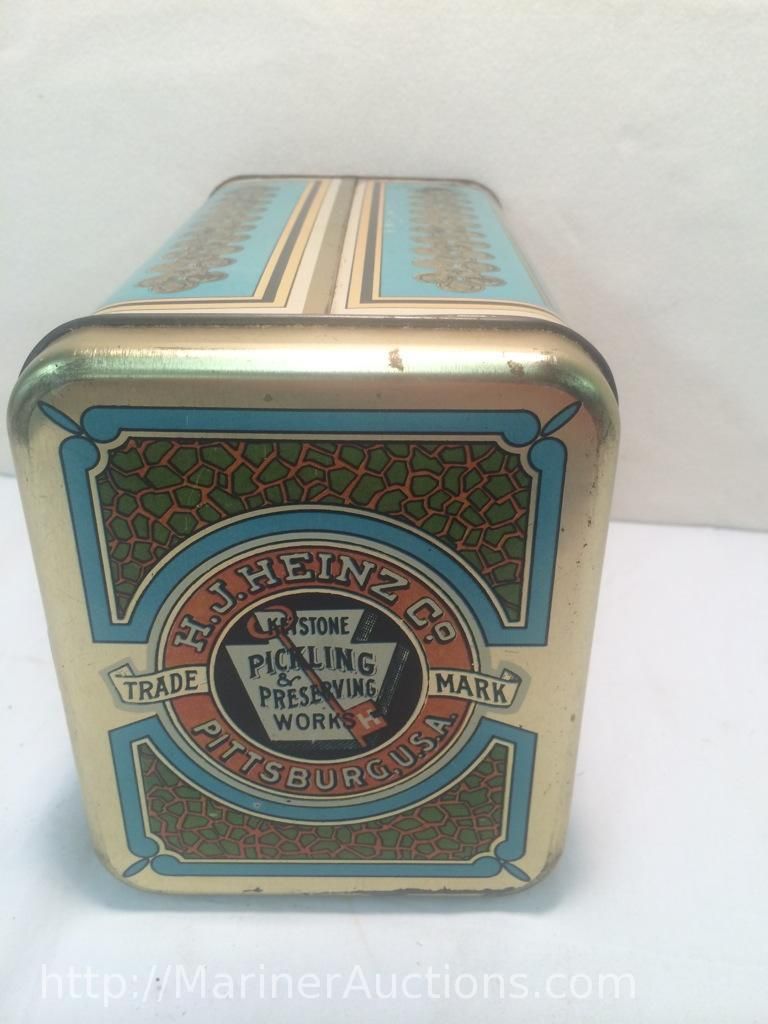 H.J. HEINZ Cº
KEYSTONE
PICKLING
&
PRESERVING
WORKS
TRADE MARK
H
PITTSBURG, U.S.A.
http://MarinerAuctions.com